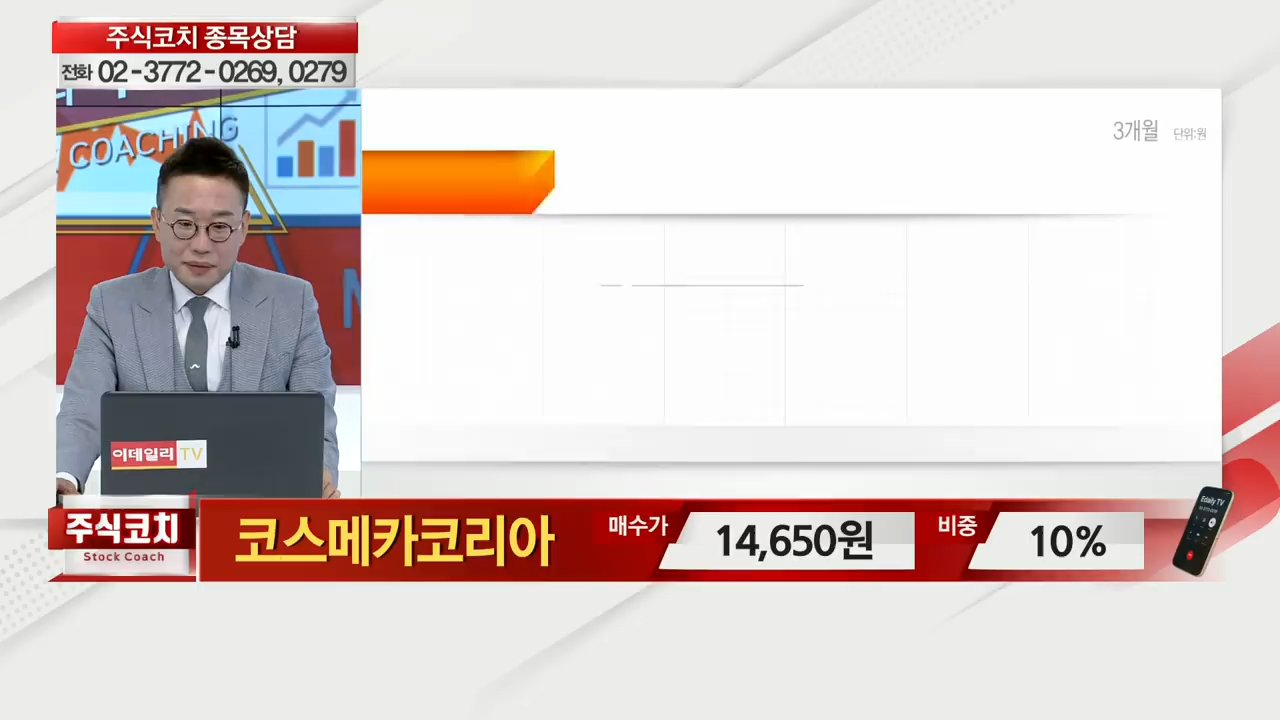 주식코치 종목상담
전화 02-3772-0269, 0279
COACHING
3개월 단위:원
이데일리TV
주식코치
Stock Coach
코스메카코리아
매수가 14,650원
비중 10%
Edaily TV